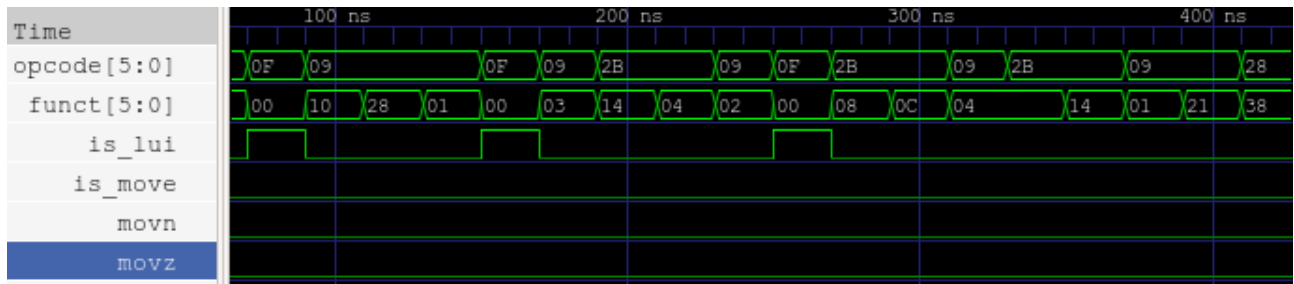 Time 100 ns 200 ns 300 ns 400 ns
opcode[5:0] 0F 09 0F 09 2B 09 0F 2B 09 2B 09 28
funct[5:0] 00 10 28 01 00 03 14 04 02 00 08 0C 04 14 01 21 38
is_lui
is_move
movn
movz